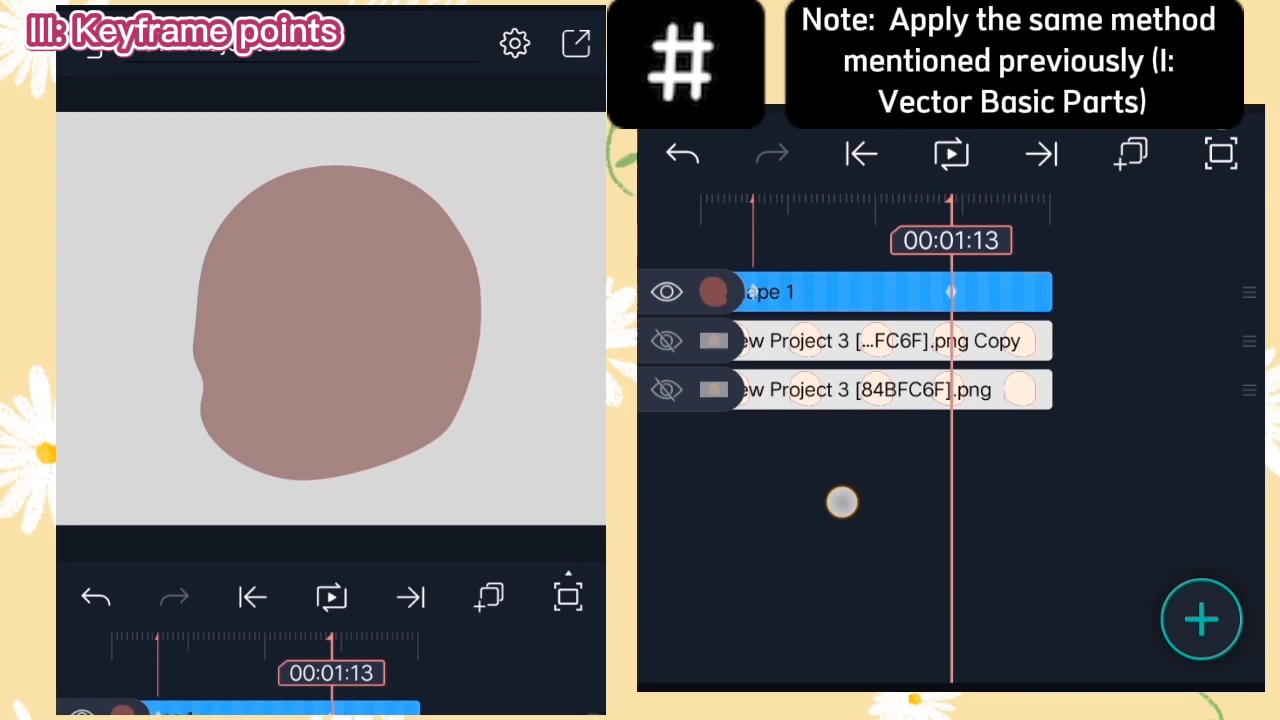 III: Keyframe points
#
Note: Apply the same method
mentioned previously (I:
Vector Basic Parts)
00:01:13
ape 1
ew Project 3 [...FC6F].png Copy
ew Project 3 [84BFC6F].png
00:01:13